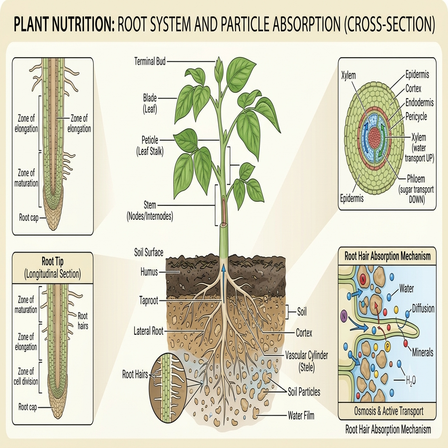 PLANT NUTRITION: ROOT SYSTEM AND PARTICLE ABSORPTION (CROSS-SECTION)
Zone of
elongation
Zone of
elongation
Zone of
maturation
Root cap
Root Tip
(Longitudinal Section)
Zone of
maturation
Root
hairs
Zone of
elongation
Zone of
cell division
Root cap
Terminal Bud
Blade
(Leaf)
Petiole
(Leaf Stalk)
Stem
(Nodes/Internodes)
Soil Surface
Humus
Taproot
Lateral Root
Root Hairs
Soil
Cortex
Vascular Cylinder
(Stele)
Soil Particles
Water Film
Xylem
Epidermis
Cortex
Endodermis
Pericycle
Xylem
(water
transport UP)
Phloem
(sugar transport
DOWN)
Epidermis
Root Hair Absorption Mechanism
Water
Diffusion
Minerals
H₂O
Osmosis & Active Transport
Root Hair Absorption Mechanism